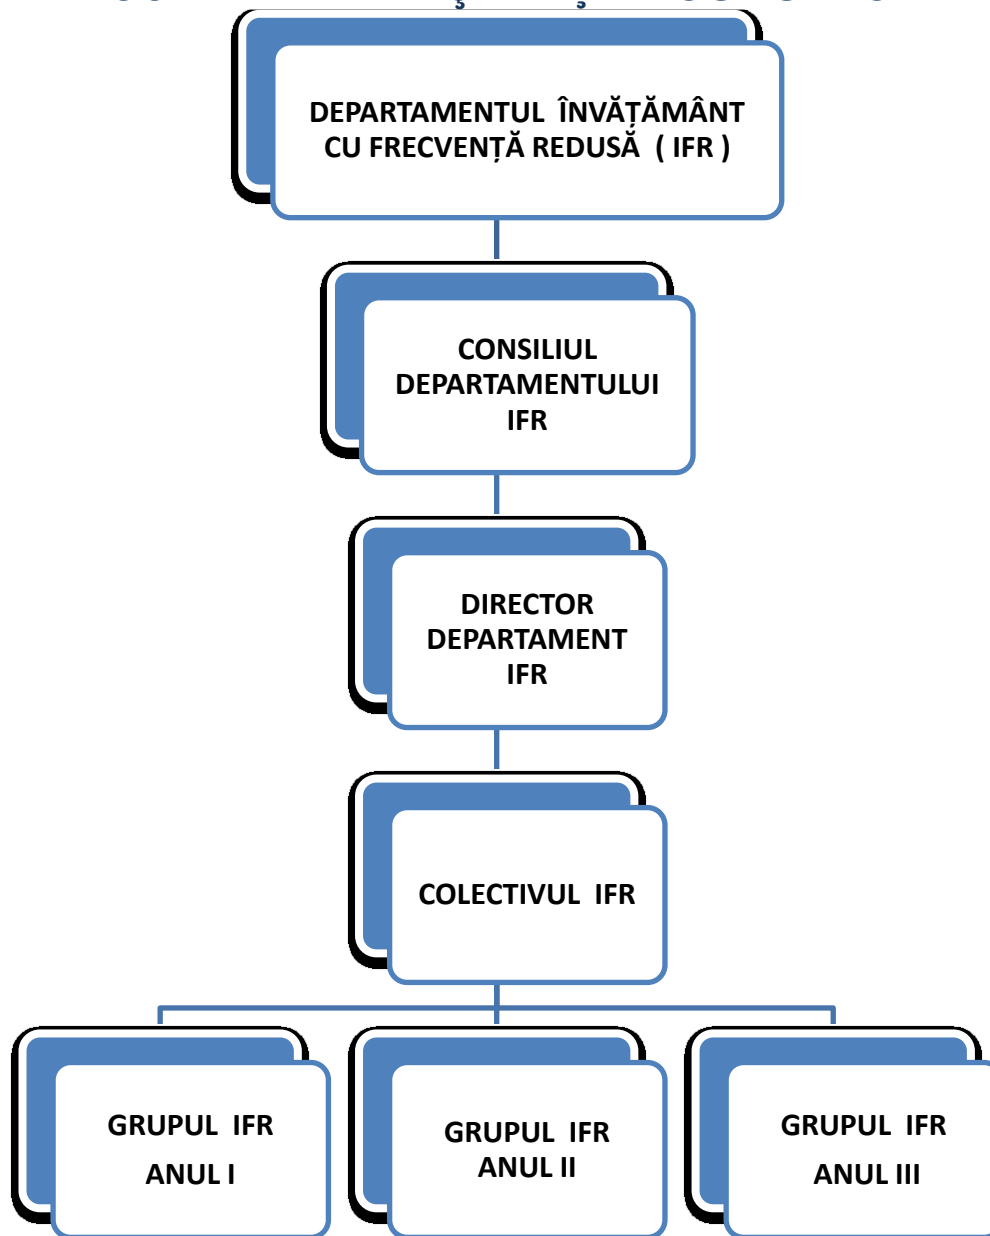 DEPARTAMENTUL ÎNVĂȚĂMÂNT
CU FRECVENȚĂ REDUSĂ ( IFR )
CONSILIUL
DEPARTAMENTULUI
IFR
DIRECTOR
DEPARTAMENT
IFR
COLECTIVUL IFR
GRUPUL IFR
ANUL I
GRUPUL IFR
ANUL II
GRUPUL IFR
ANUL III